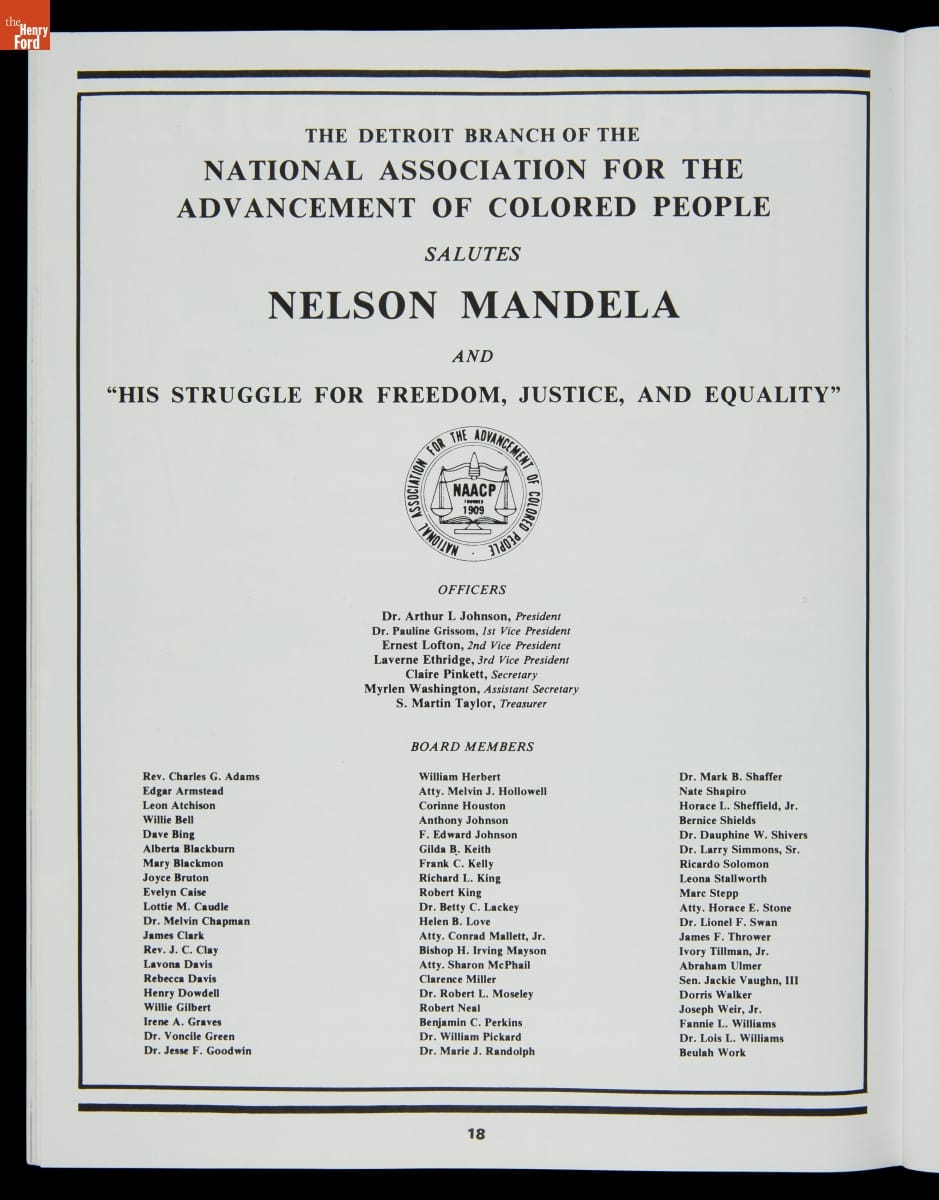 the
Henry
Ford
THE DETROIT BRANCH OF THE
NATIONAL ASSOCIATION FOR THE
ADVANCEMENT OF COLORED PEOPLE
SALUTES
NELSON MANDELA
AND
“HIS STRUGGLE FOR FREEDOM, JUSTICE, AND EQUALITY”
NATIONAL ASSOCIATION FOR THE ADVANCEMENT OF COLORED PEOPLE ·
NAACP
FOUNDED
1909
OFFICERS
Dr. Arthur L Johnson, President
Dr. Pauline Grissom, 1st Vice President
Ernest Lofton, 2nd Vice President
Laverne Ethridge, 3rd Vice President
Claire Pinkett, Secretary
Myrlen Washington, Assistant Secretary
S. Martin Taylor, Treasurer
BOARD MEMBERS
Rev. Charles G. Adams
Edgar Armstead
Leon Atchison
Willie Bell
Dave Bing
Alberta Blackburn
Mary Blackmon
Joyce Bruton
Evelyn Caise
Lottie M. Caudle
Dr. Melvin Chapman
James Clark
Rev. J. C. Clay
Lavona Davis
Rebecca Davis
Henry Dowdell
Willie Gilbert
Irene A. Graves
Dr. Voncile Green
Dr. Jesse F. Goodwin
William Herbert
Atty. Melvin J. Hollowell
Corinne Houston
Anthony Johnson
F. Edward Johnson
Gilda B. Keith
Frank C. Kelly
Richard L. King
Robert King
Dr. Betty C. Lackey
Helen B. Love
Atty. Conrad Mallett, Jr.
Bishop H. Irving Mayson
Atty. Sharon McPhail
Clarence Miller
Dr. Robert L. Moseley
Robert Neal
Benjamin C. Perkins
Dr. William Pickard
Dr. Marie J. Randolph
Dr. Mark B. Shaffer
Nate Shapiro
Horace L. Sheffield, Jr.
Bernice Shields
Dr. Dauphine W. Shivers
Dr. Larry Simmons, Sr.
Ricardo Solomon
Leona Stallworth
Marc Stepp
Atty. Horace E. Stone
Dr. Lionel F. Swan
James F. Thrower
Ivory Tillman, Jr.
Abraham Ulmer
Sen. Jackie Vaughn, III
Dorris Walker
Joseph Weir, Jr.
Fannie L. Williams
Dr. Lois L. Williams
Beulah Work
18